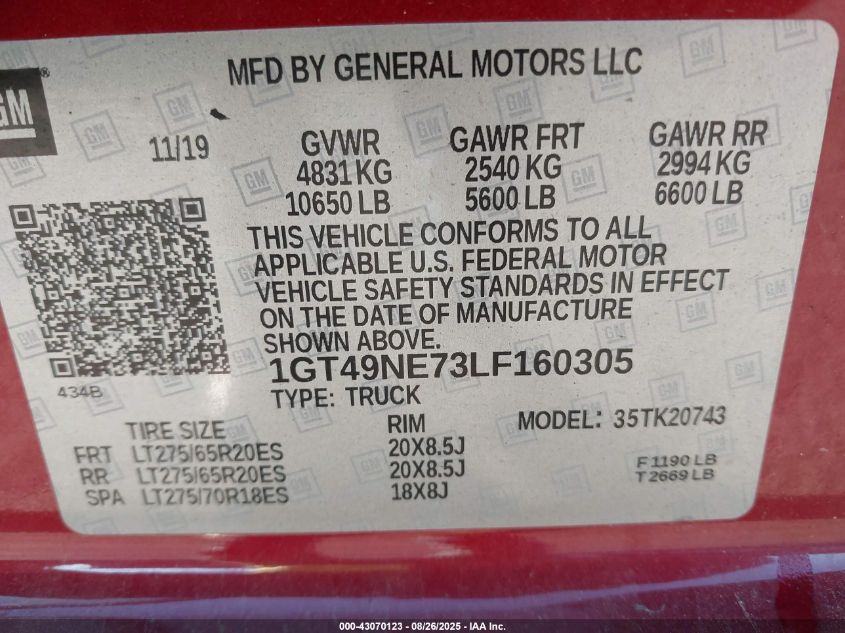 GM
MFD BY GENERAL MOTORS LLC
11/19
GVWR
4831 KG
10650 LB
GAWR FRT
2540 KG
5600 LB
GAWR RR
2994 KG
6600 LB
THIS VEHICLE CONFORMS TO ALL
APPLICABLE U.S. FEDERAL MOTOR
VEHICLE SAFETY STANDARDS IN EFFECT
ON THE DATE OF MANUFACTURE
SHOWN ABOVE.
1GT49NE73LF160305
434B
TYPE: TRUCK
MODEL: 35TK20743
TIRE SIZE RIM
FRT LT275/65R20ES 20X8.5J
RR LT275/65R20ES 20X8.5J
SPA LT275/70R18ES 18X8J
F 1190 LB
T 2669 LB
000-43070123 - 08/26/2025 - IAA Inc.